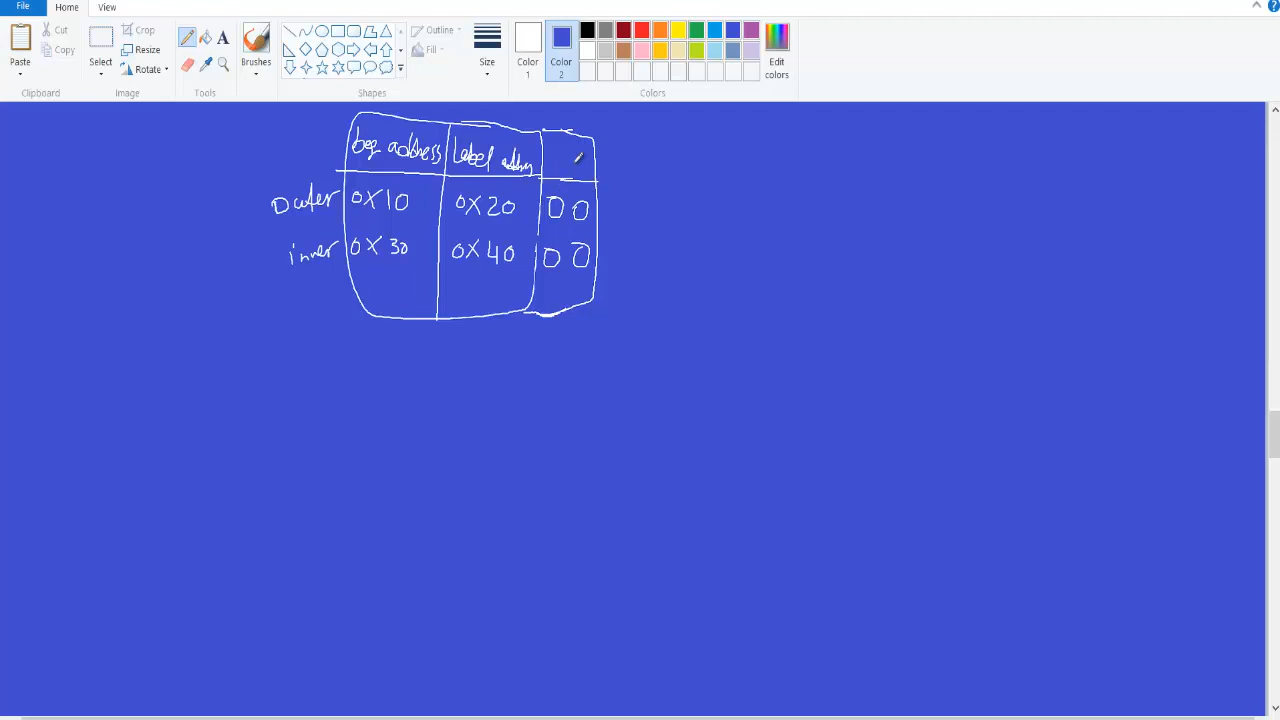 File Home View
Paste Cut Copy Clipboard
Select Crop Resize Rotate Image
Tools
Brushes
Outline Fill Shapes
Size
Color 1 Color 2 Edit colors Colors
beg address Label
Outer 0X10 0X20 00
inner 0X30 0X40 00